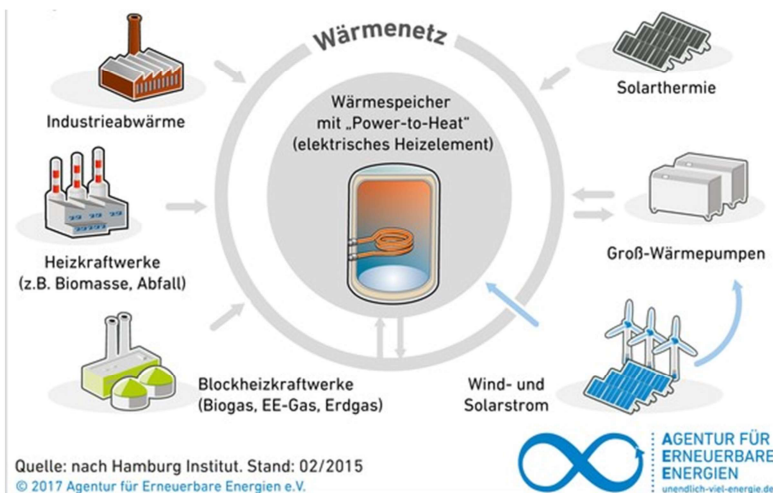 Wärmenetz
Industrieabwärme
Wärmespeicher
mit „Power-to-Heat“
(elektrisches Heizelement)
Solarthermie
Heizkraftwerke
(z.B. Biomasse, Abfall)
Groß-Wärmepumpen
Blockheizkraftwerke
(Biogas, EE-Gas, Erdgas)
Wind- und
Solarstrom
Quelle: nach Hamburg Institut. Stand: 02/2015
© 2017 Agentur für Erneuerbare Energien e.V.
AGENTUR FÜR
ERNEUERBARE
ENERGIEN
unendlich-viel-energie.de